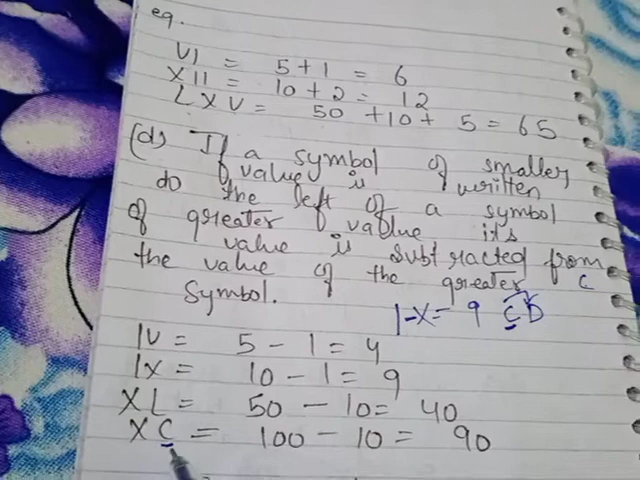 eg.
VI = 5 + 1 = 6
XII = 10 + 2 = 12
LXV = 50 + 10 + 5 = 65
(d) If a symbol of smaller
value is written
do the left of a symbol
of greater value it's
value is subtracted from
the value of the greater
Symbol.
C
I-X = 9 CD
IV = 5 - 1 = 4
IX = 10 - 1 = 9
XL = 50 - 10 = 40
XC = 100 - 10 = 90